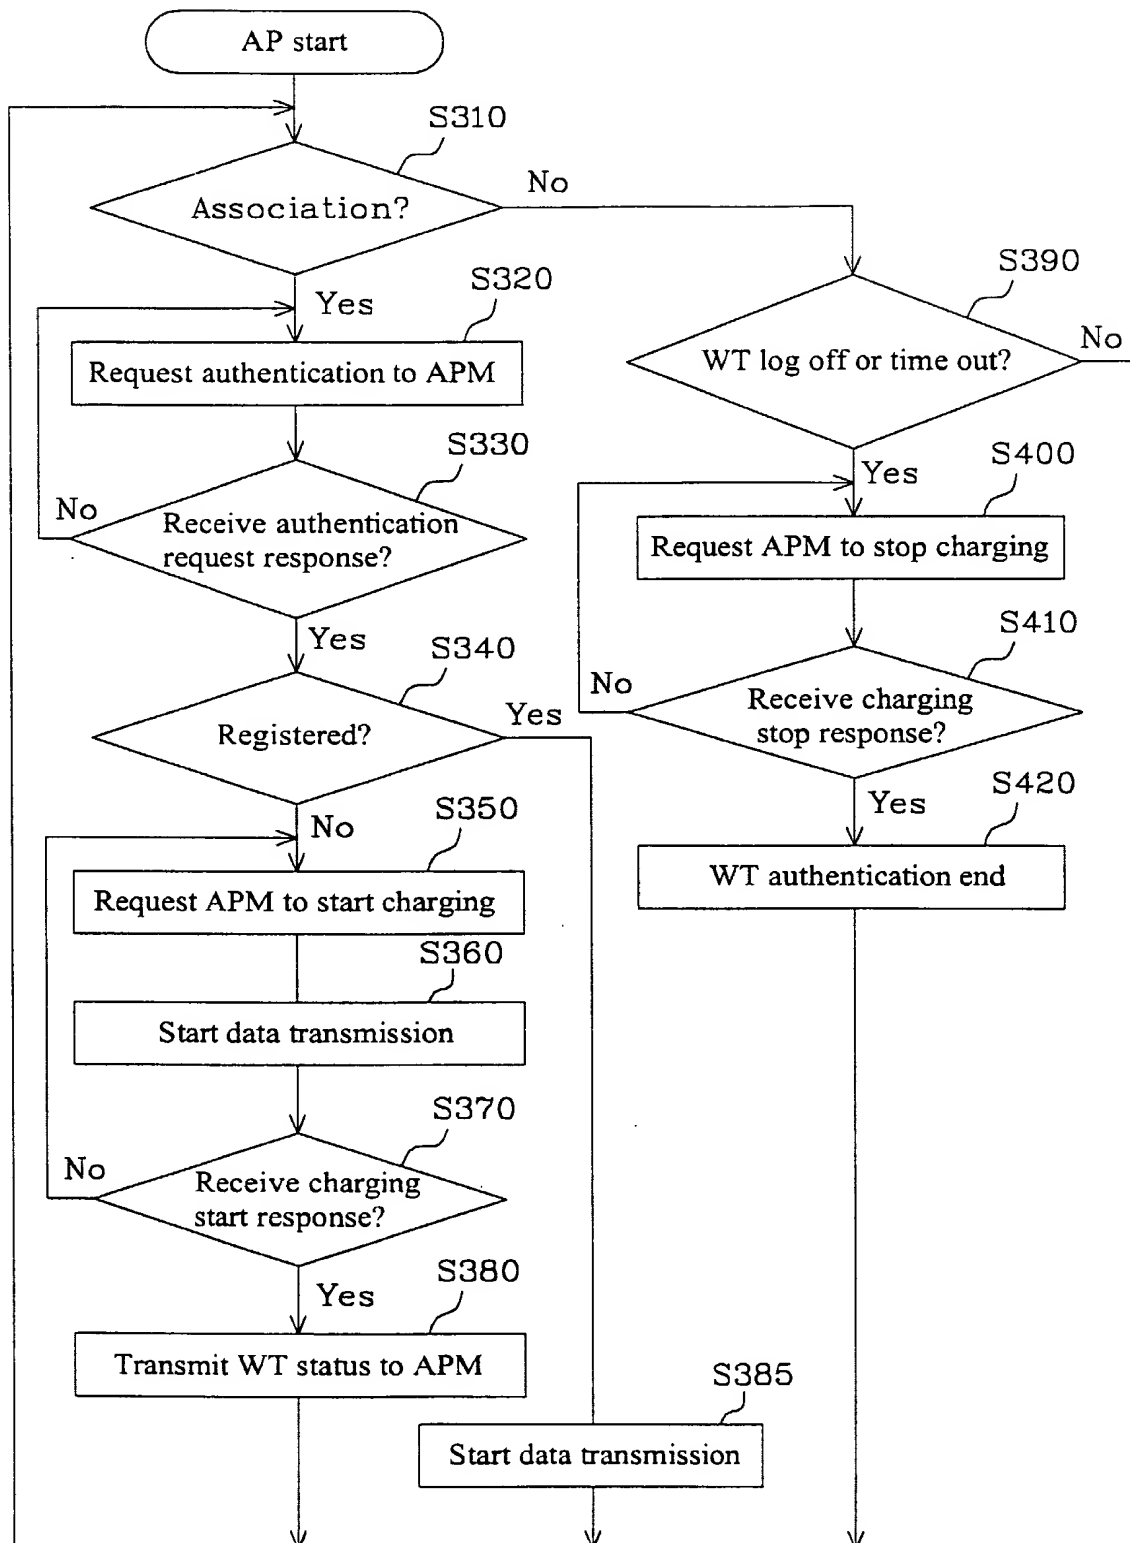 AP start
S310
Association?
No
Yes
S320
Request authentication to APM
S330
No
Receive authentication
request response?
Yes
S340
Registered?
Yes
No
S350
Request APM to start charging
S360
Start data transmission
S370
No
Receive charging
start response?
Yes
S380
Transmit WT status to APM
S385
Start data transmission
S390
No
WT log off or time out?
Yes
S400
Request APM to stop charging
S410
No
Receive charging
stop response?
Yes
S420
WT authentication end